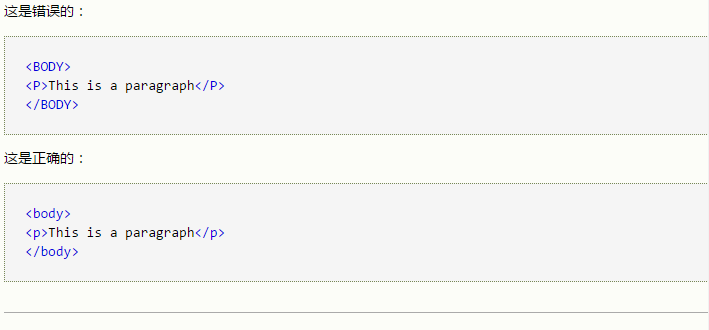 这是错误的：
<BODY>
<P>This is a paragraph</P>
</BODY>
这是正确的：
<body>
<p>This is a paragraph</p>
</body>